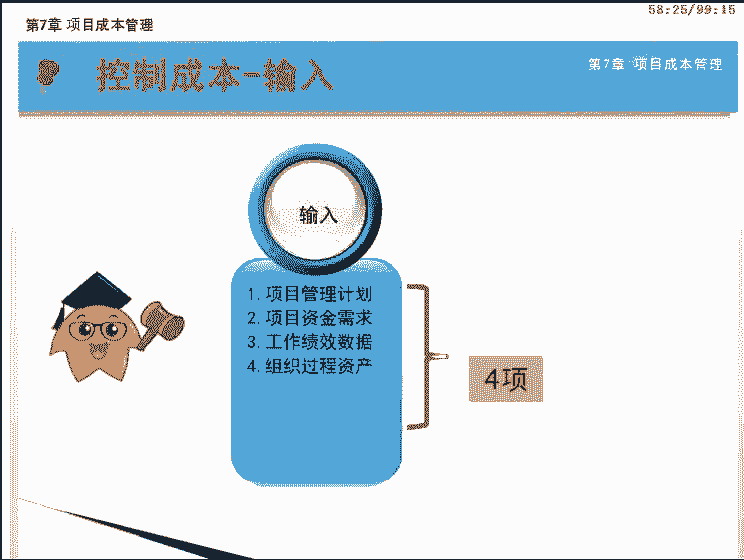 58:25/99:15
第7章 项目成本管理
控制成本-输入
第7章 项目成本管理
输入
1. 项目管理计划
2. 项目资金需求
3. 工作绩效数据
4. 组织过程资产
4项